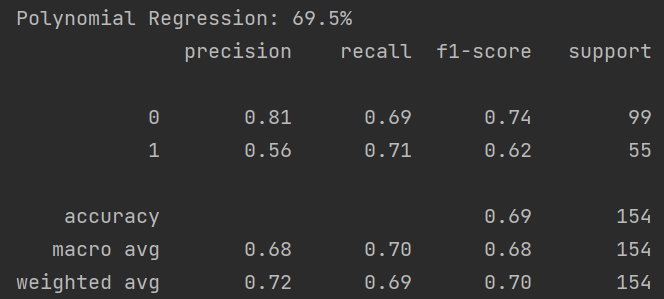 Polynomial Regression: 69.5%
precision recall f1-score support
0 0.81 0.69 0.74 99
1 0.56 0.71 0.62 55
accuracy 0.69 154
macro avg 0.68 0.70 0.68 154
weighted avg 0.72 0.69 0.70 154